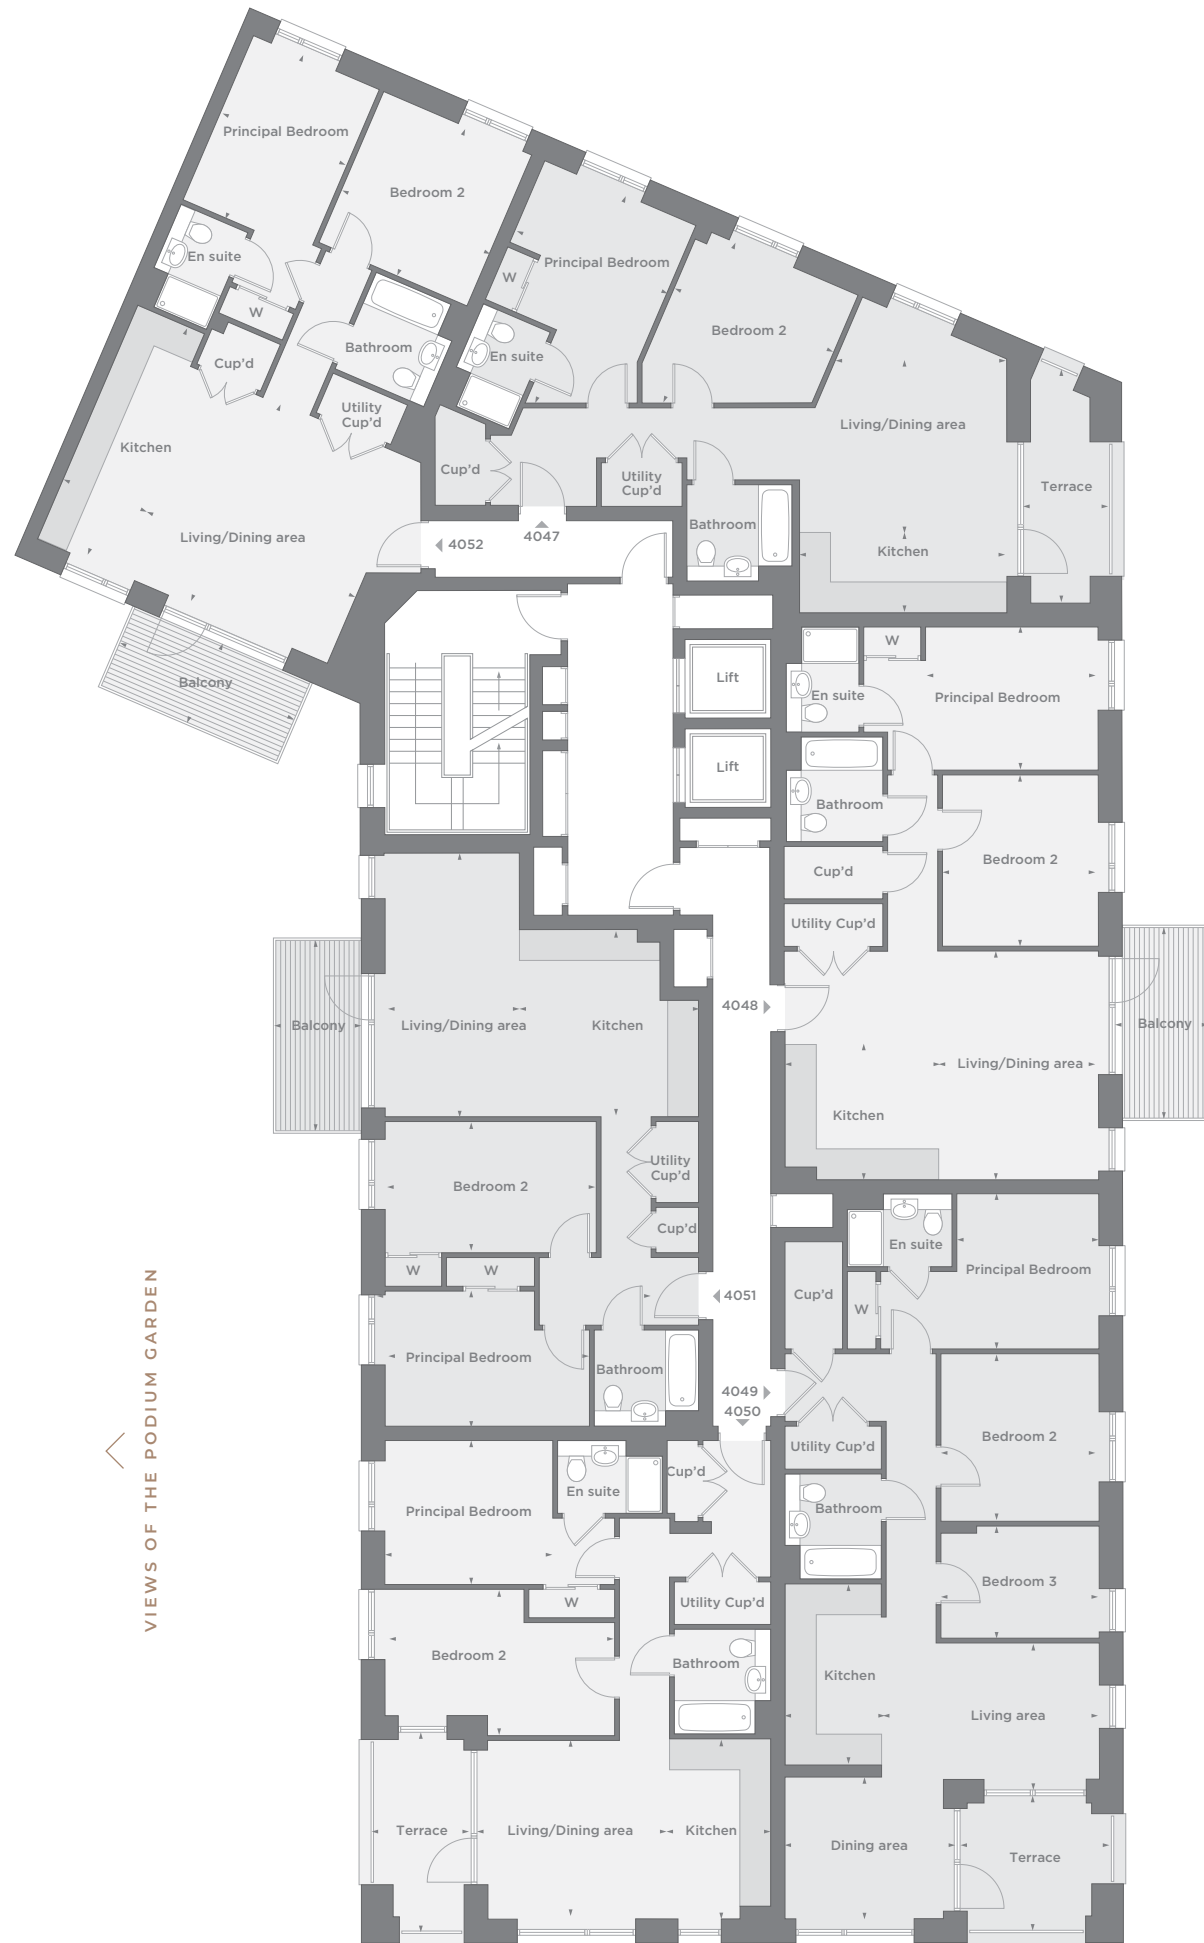 Principal Bedroom
Bedroom 2
En suite
W
Principal Bedroom
W
Bedroom 2
Bathroom
Cup'd
En suite
Utility
Cup'd
Living/Dining area
Kitchen
Cup'd
Utility
Cup'd
Terrace
Bathroom
Living/Dining area
4052
4047
Kitchen
W
Balcony
Lift
En suite
Principal Bedroom
Lift
Bathroom
Bedroom 2
Cup'd
Utility Cup'd
4048
Balcony
Living/Dining area
Kitchen
Balcony
Living/Dining area
Kitchen
Utility
Cup'd
Bedroom 2
Cup'd
En suite
W
W
Principal Bedroom
4051
Cup'd
W
Principal Bedroom
Bathroom
4049
4050
VIEWS OF THE PODIUM GARDEN
Bedroom 2
Utility Cup'd
Cup'd
En suite
Principal Bedroom
Bathroom
W
Utility Cup'd
Bedroom 3
Bedroom 2
Bathroom
Kitchen
Living area
Terrace
Living/Dining area
Kitchen
Dining area
Terrace